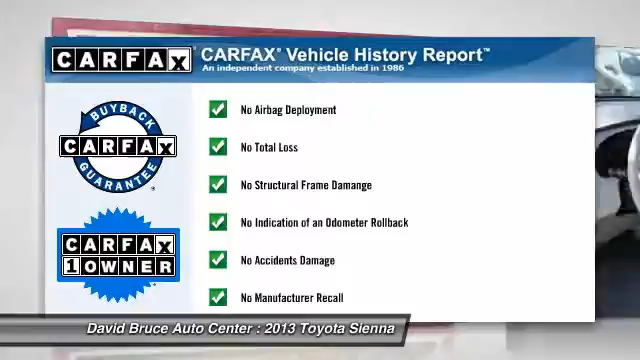 CARFAX
CARFAX® Vehicle History Report™
An independent company established in 1986
BUYBACK
CARFAX
GUARANTEE
CARFAX
1 OWNER
No Airbag Deployment
No Total Loss
No Structural Frame Damange
No Indication of an Odometer Rollback
No Accidents Damage
No Manufacturer Recall
David Bruce Auto Center : 2013 Toyota Sienna